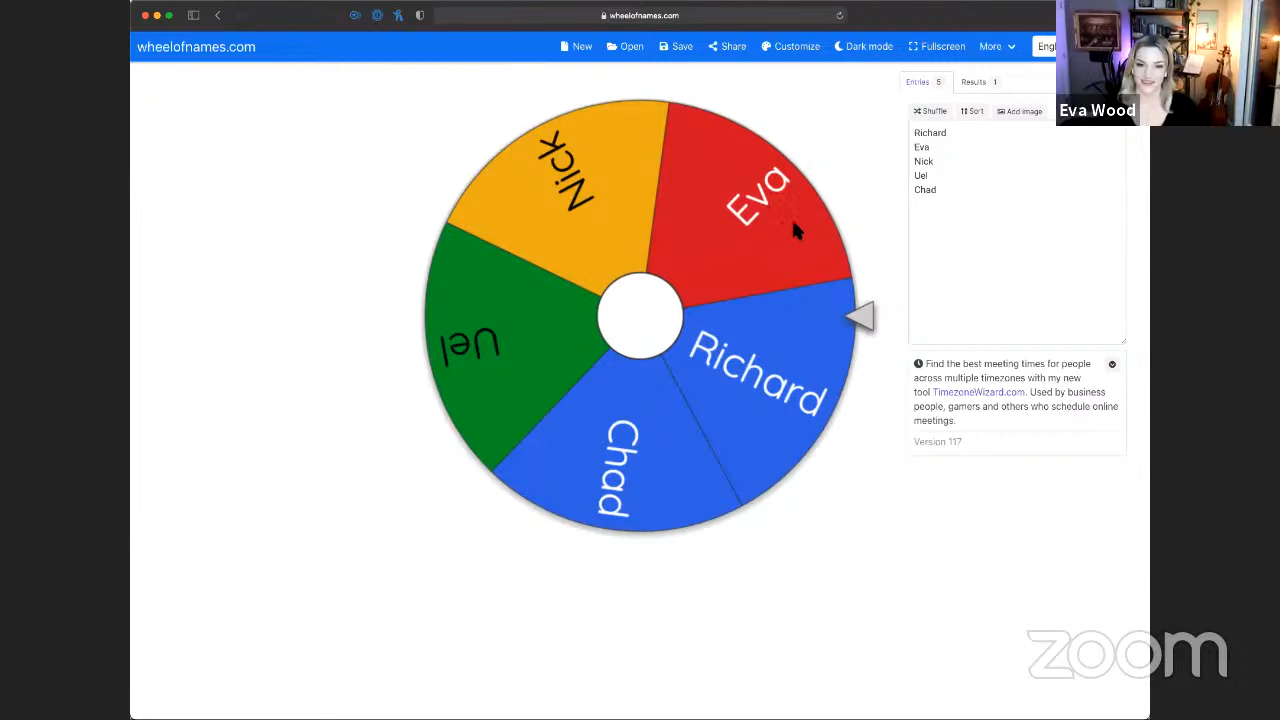 wheelofnames.com
wheelofnames.com
New
Open
Save
Share
Customize
Dark mode
Fullscreen
More
Engl
Eva Wood
Entries 5
Results 1
Shuffle
Sort
Add image
Richard
Eva
Nick
Uel
Chad
Nick
Eva
Uel
Richard
Chad
Find the best meeting times for people
across multiple timezones with my new
tool TimezoneWizard.com. Used by business
people, gamers and others who schedule online
meetings.
Version 117
zoom